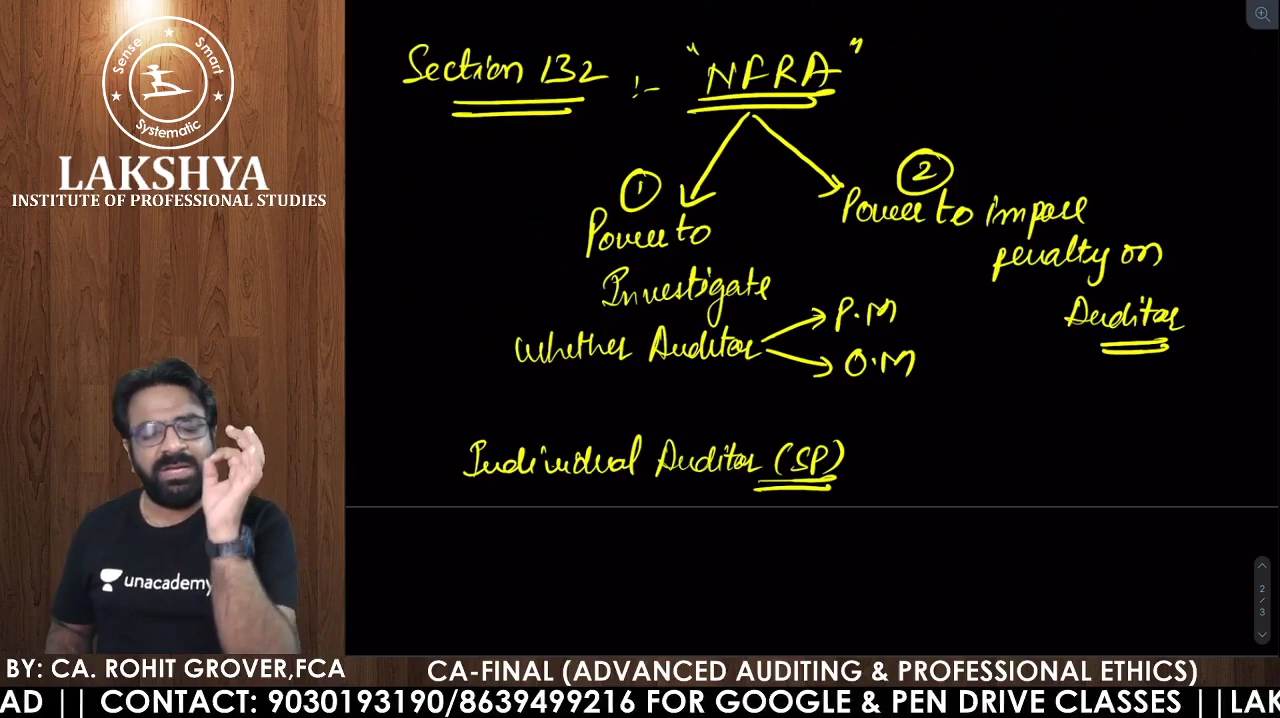 Sense
Smart
Systematic
LAKSHYA
INSTITUTE OF PROFESSIONAL STUDIES
Section 132 :- "NFRA"
1
Power to
Investigate
Whether Auditor
P.M
O.M
2
Power to impose
penalty on
Auditor
Individual Auditor (SP)
unacademy
2
/
3
BY: CA. ROHIT GROVER,FCA
CA-FINAL (ADVANCED AUDITING & PROFESSIONAL ETHICS)
AD || CONTACT: 9030193190/8639499216 FOR GOOGLE & PEN DRIVE CLASSES ||LAK